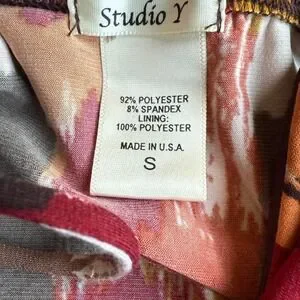 Studio Y
92% POLYESTER
8% SPANDEX
LINING:
100% POLYESTER
MADE IN U.S.A.
S